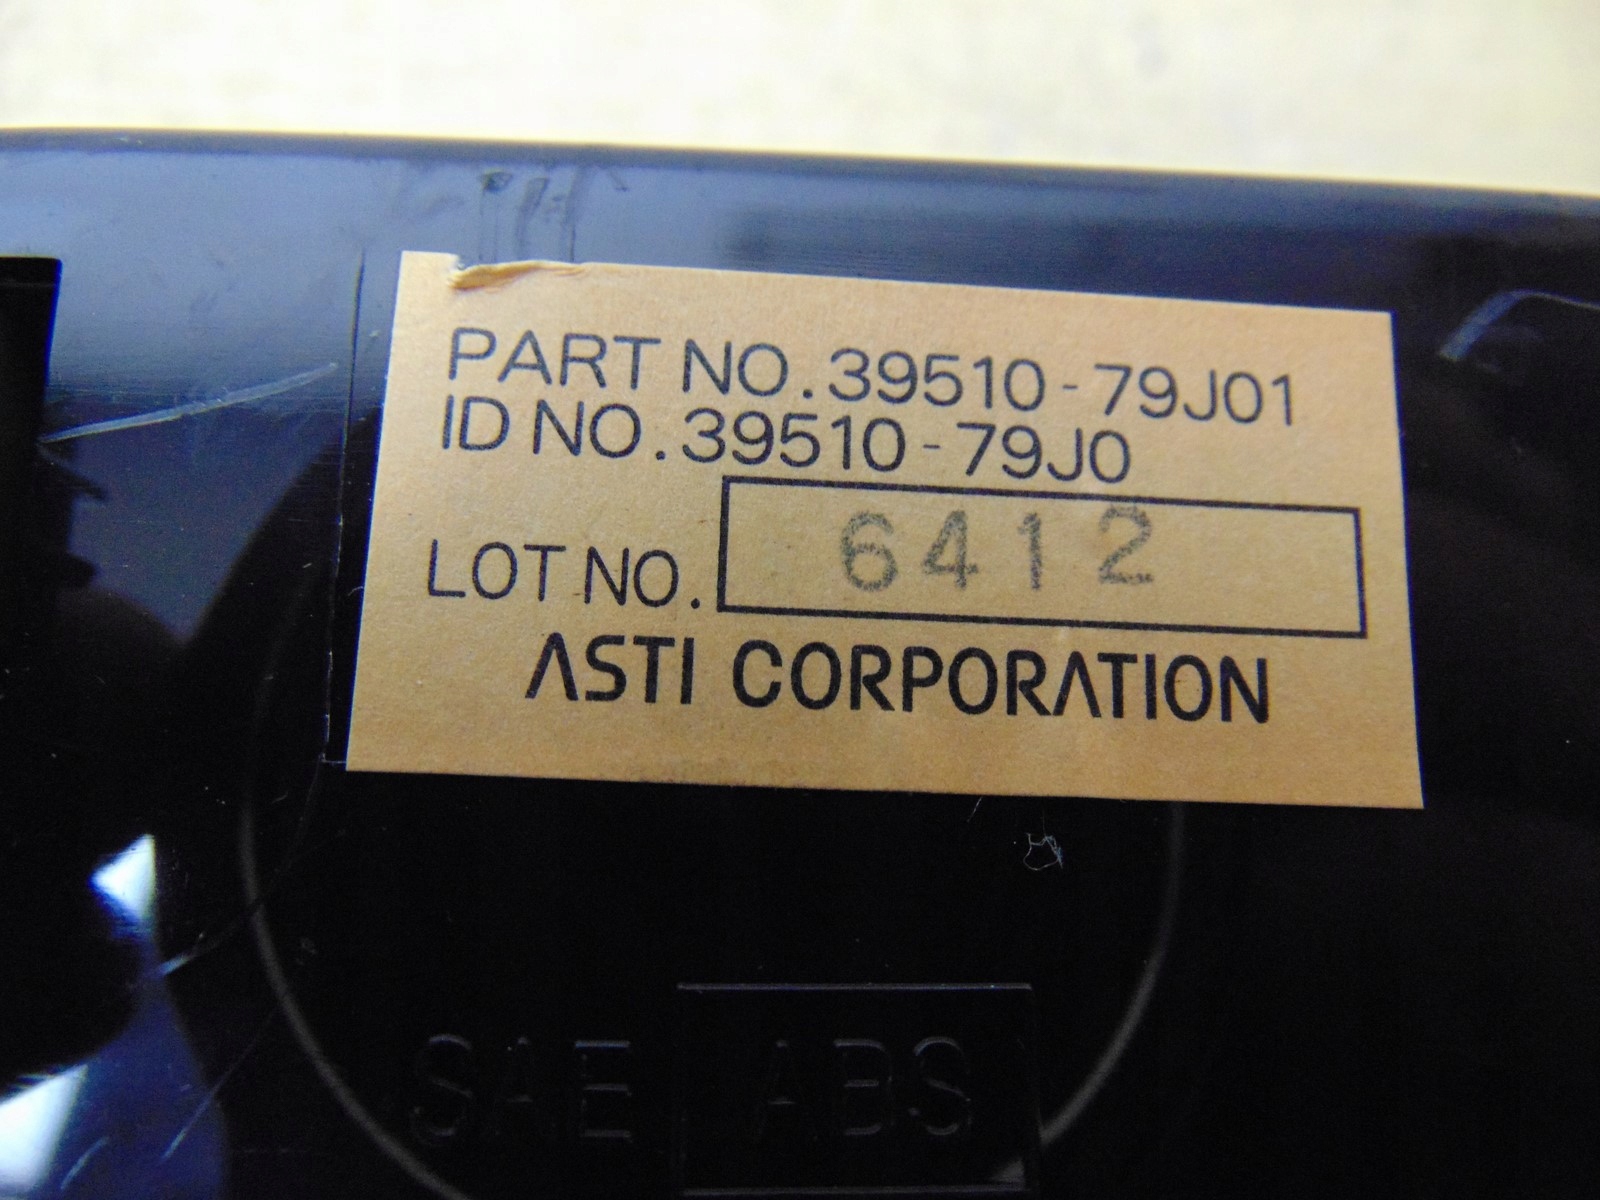 PART NO. 39510-79J01
ID NO. 39510-79J0
LOT NO. 6412
ASTI CORPORATION
SAE ABS